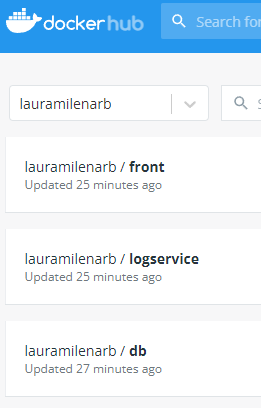 dockerhub
Search for
lauramilenarb
lauramilenarb / front
Updated 25 minutes ago
lauramilenarb / logservice
Updated 25 minutes ago
lauramilenarb / db
Updated 27 minutes ago